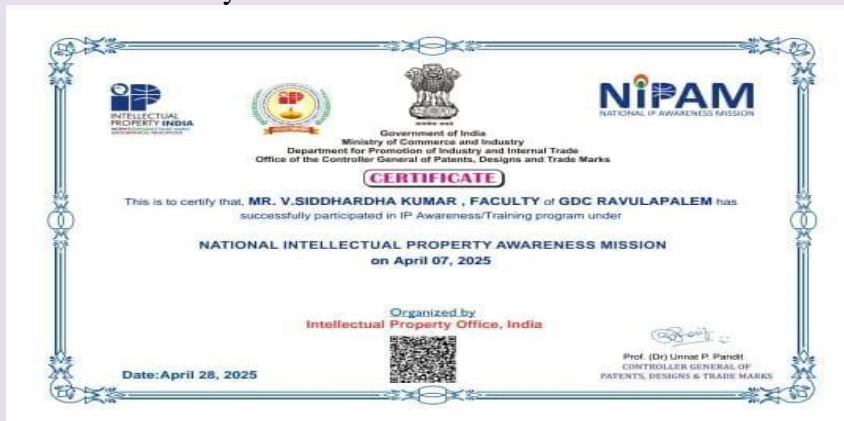 INTELLECTUAL
PROPERTY INDIA
NiPAM
NATIONAL IP AWARENESS MISSION
Government of India
Ministry of Commerce and Industry
Department for Promotion of Industry and Internal Trade
Office of the Controller General of Patents, Designs and Trade Marks
CERTIFICATE
This is to certify that, MR. V.SIDDHARDHA KUMAR , FACULTY of GDC RAVULAPALEM has
successfully participated in IP Awareness/Training program under
NATIONAL INTELLECTUAL PROPERTY AWARENESS MISSION
on April 07, 2025
Organized by
Intellectual Property Office, India
Date:April 28, 2025
Prof. (Dr) Unnat P. Pandit
CONTROLLER GENERAL OF
PATENTS, DESIGNS & TRADE MARKS